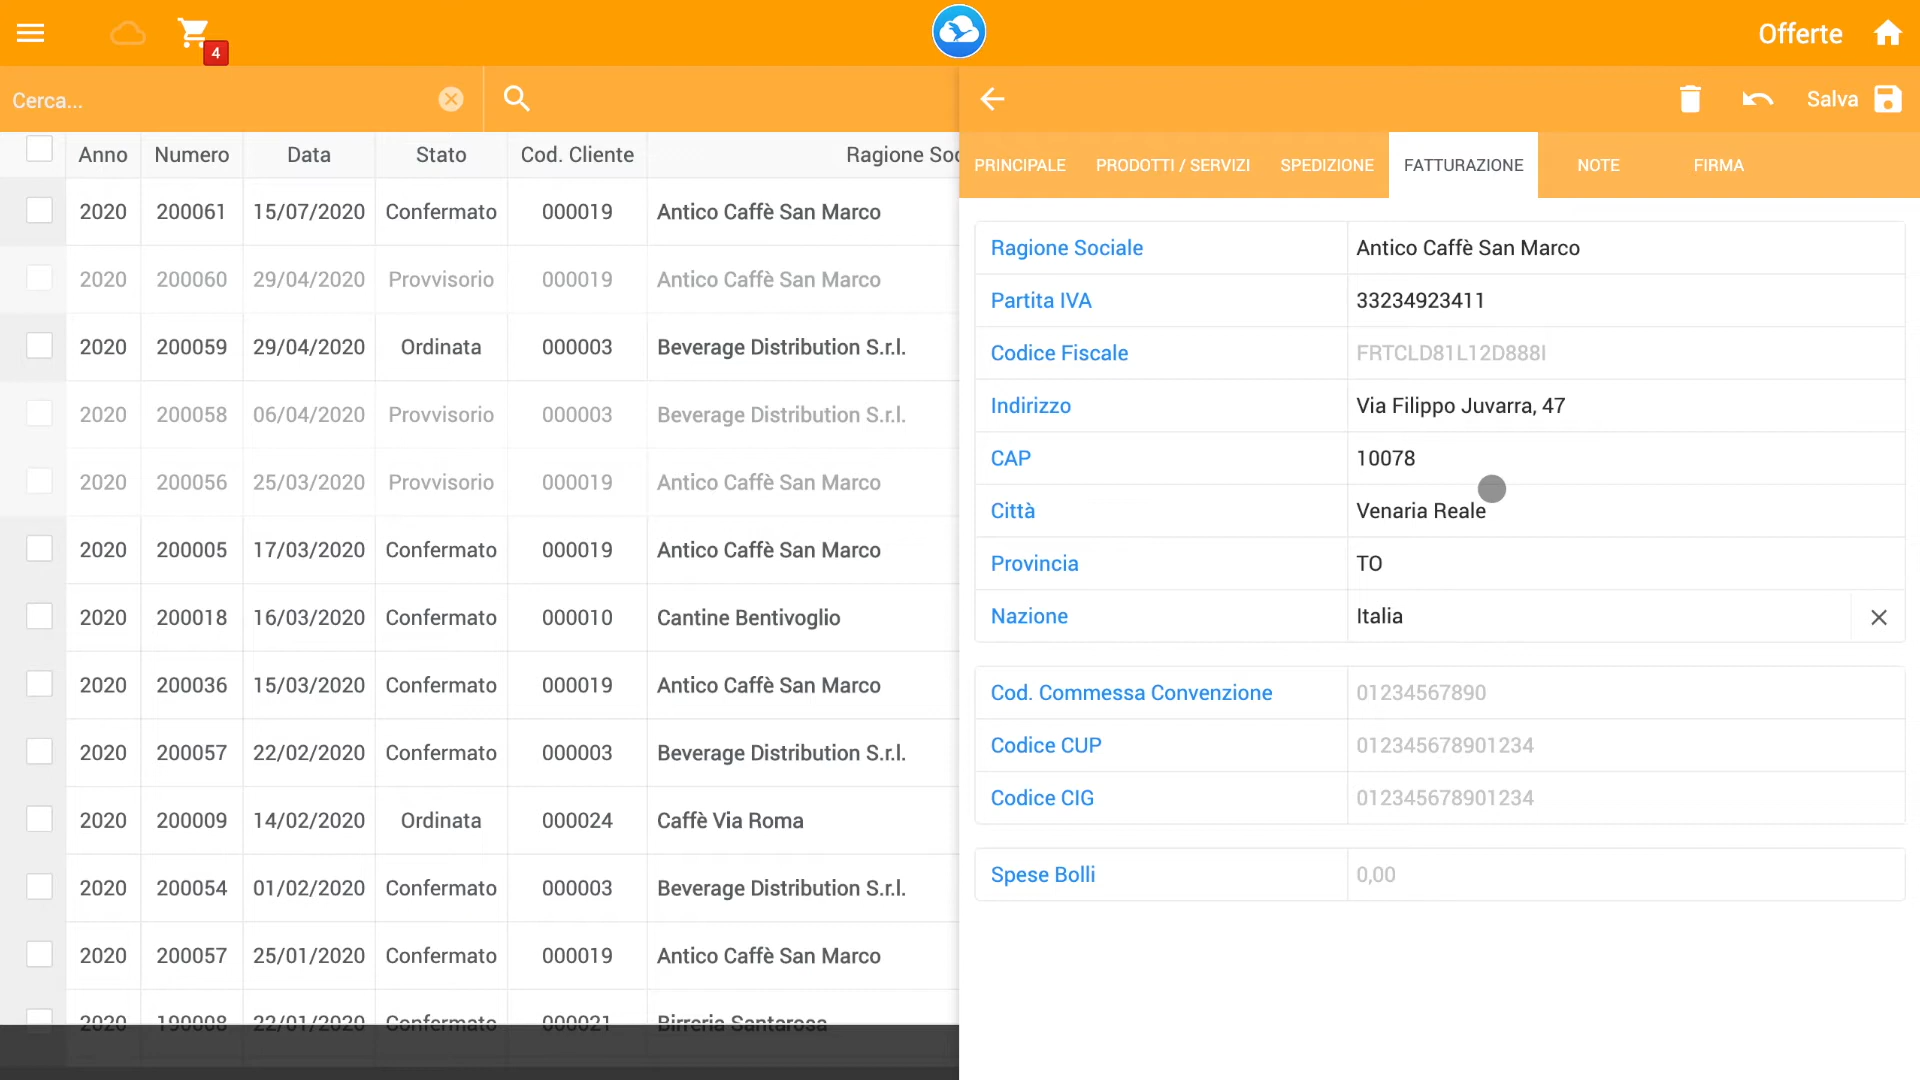 4
Offerte
Cerca...
Salva
Anno Numero Data Stato Cod. Cliente Ragione Soc
2020 200061 15/07/2020 Confermato 000019 Antico Caffè San Marco
2020 200060 29/04/2020 Provvisorio 000019 Antico Caffè San Marco
2020 200059 29/04/2020 Ordinata 000003 Beverage Distribution S.r.l.
2020 200058 06/04/2020 Provvisorio 000003 Beverage Distribution S.r.l.
2020 200056 25/03/2020 Provvisorio 000019 Antico Caffè San Marco
2020 200005 17/03/2020 Confermato 000019 Antico Caffè San Marco
2020 200018 16/03/2020 Confermato 000010 Cantine Bentivoglio
2020 200036 15/03/2020 Confermato 000019 Antico Caffè San Marco
2020 200057 22/02/2020 Confermato 000003 Beverage Distribution S.r.l.
2020 200009 14/02/2020 Ordinata 000024 Caffè Via Roma
2020 200054 01/02/2020 Confermato 000003 Beverage Distribution S.r.l.
2020 200057 25/01/2020 Confermato 000019 Antico Caffè San Marco
2020 190008 22/01/2020 Confermato 000021 Birreria Santarosa
PRINCIPALE PRODOTTI / SERVIZI SPEDIZIONE FATTURAZIONE NOTE FIRMA
Ragione Sociale Antico Caffè San Marco
Partita IVA 33234923411
Codice Fiscale FRTCLD81L12D888I
Indirizzo Via Filippo Juvarra, 47
CAP 10078
Città Venaria Reale
Provincia TO
Nazione Italia
Cod. Commessa Convenzione 01234567890
Codice CUP 012345678901234
Codice CIG 012345678901234
Spese Bolli 0,00